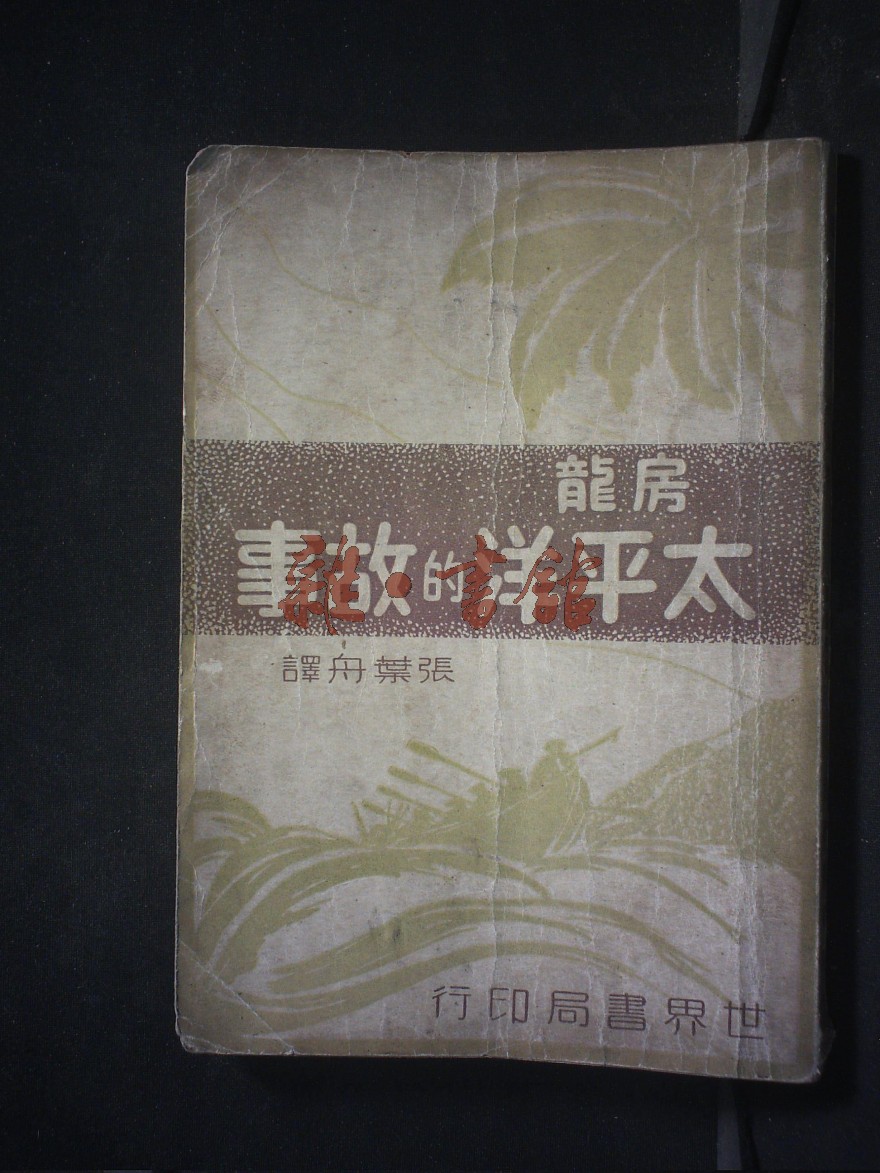 房龍
太平洋的故事
雜·書館
張葉舟譯
世界書局印行